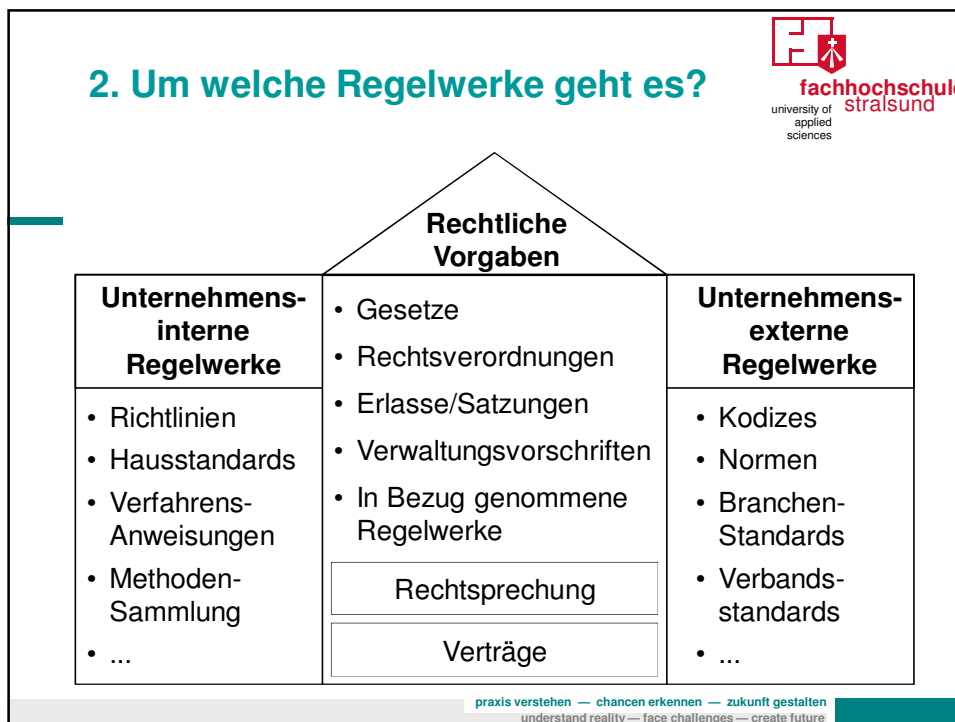 2. Um welche Regelwerke geht es?
fachhochschule
university of
stralsund
applied
sciences
Rechtliche
Vorgaben
Unternehmens-
interne
Regelwerke
• Richtlinien
• Hausstandards
• Verfahrens-
Anweisungen
• Methoden-
Sammlung
• ...
• Gesetze
• Rechtsverordnungen
• Erlasse/Satzungen
• Verwaltungsvorschriften
• In Bezug genommene
Regelwerke
Rechtsprechung
Verträge
Unternehmens-
externe
Regelwerke
• Kodizes
• Normen
• Branchen-
Standards
• Verbands-
standards
• ...
praxis verstehen — chancen erkennen — zukunft gestalten
understand reality — face challenges — create future